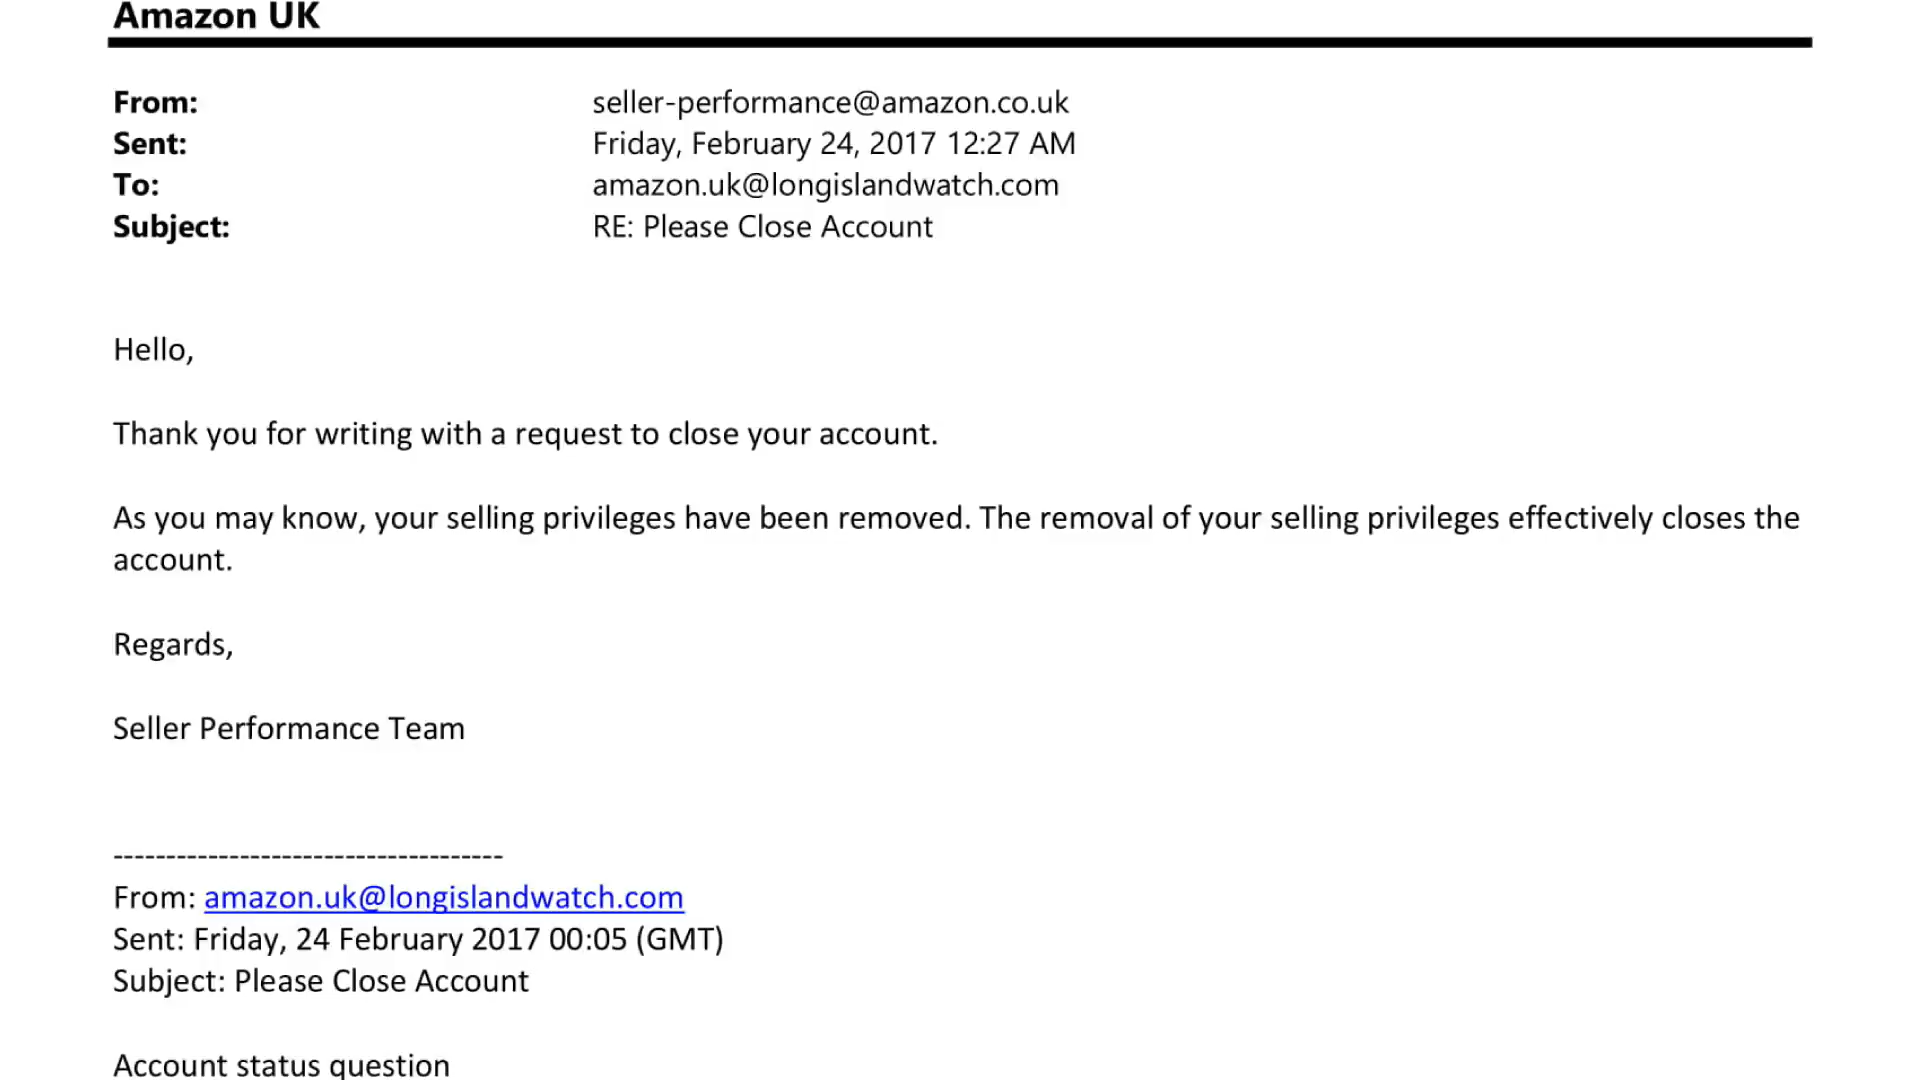 Amazon UK
From: seller-performance@amazon.co.uk
Sent: Friday, February 24, 2017 12:27 AM
To: amazon.uk@longislandwatch.com
Subject: RE: Please Close Account
Hello,
Thank you for writing with a request to close your account.
As you may know, your selling privileges have been removed. The removal of your selling privileges effectively closes the
account.
Regards,
Seller Performance Team
-------------------------------------
From: amazon.uk@longislandwatch.com
Sent: Friday, 24 February 2017 00:05 (GMT)
Subject: Please Close Account
Account status question